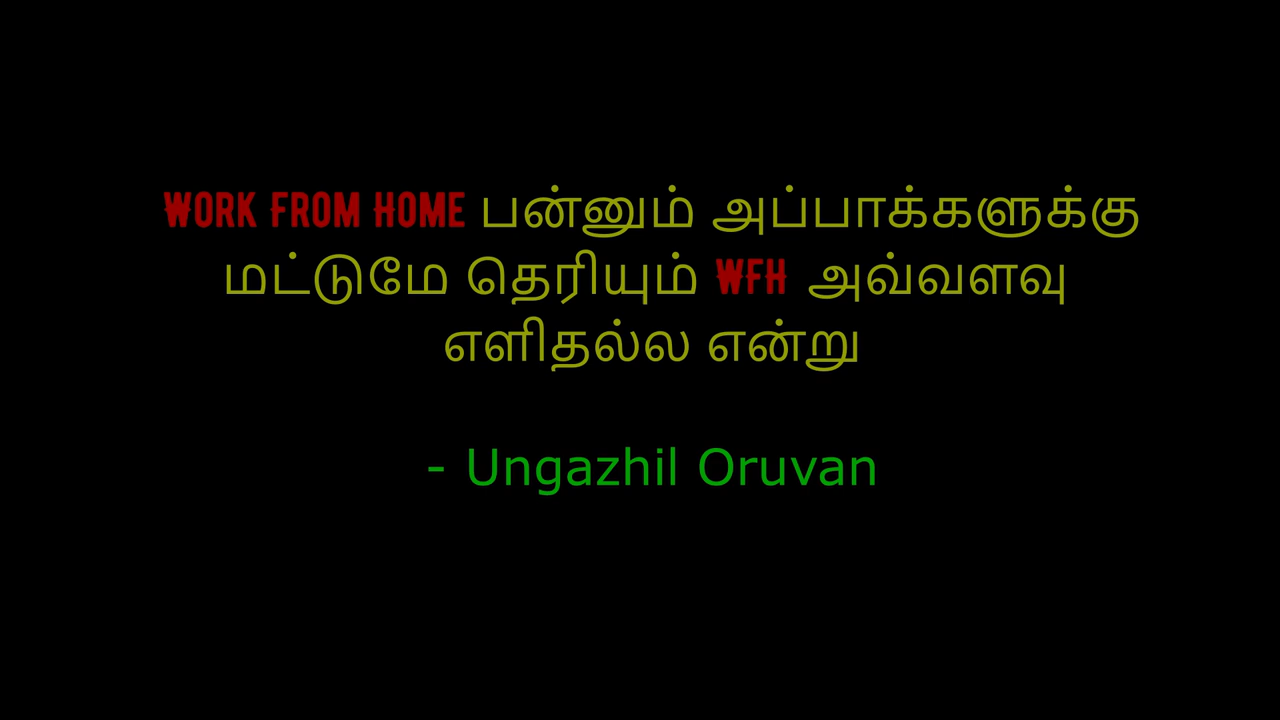 WORK FROM HOME பன்னும் அப்பாக்களுக்கு
மட்டுமே தெரியும் WFH அவ்வளவு
எளிதல்ல என்று
- Ungazhil Oruvan